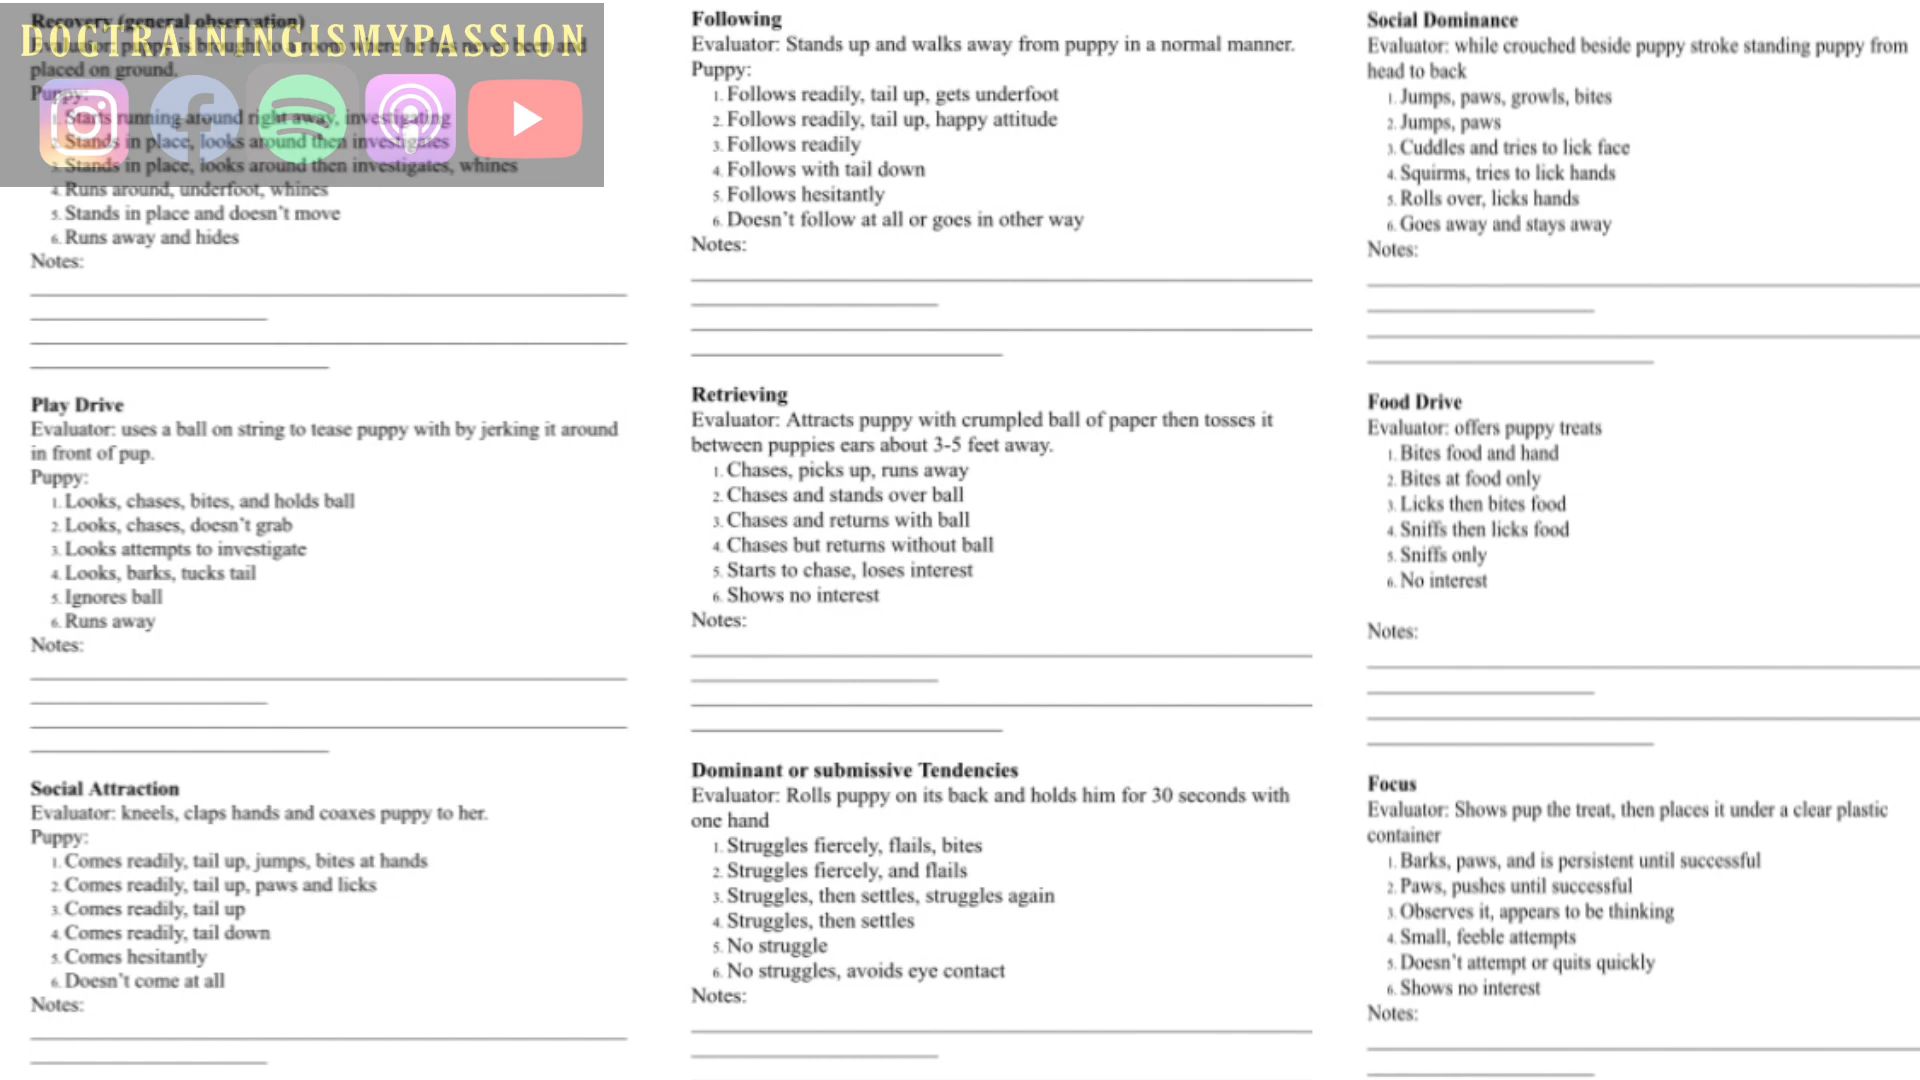 DOGTRAININGISMYPASSION
Recovery (general observation)
Evaluator: puppy is brought to a room where he has never been and
placed on ground.
Puppy:
1. Starts running around right away, investigating
2. Stands in place, looks around then investigates
3. Stands in place, looks around then investigates, whines
4. Runs around, underfoot, whines
5. Stands in place and doesn't move
6. Runs away and hides
Notes:
Play Drive
Evaluator: uses a ball on string to tease puppy with by jerking it around
in front of pup.
Puppy:
1. Looks, chases, bites, and holds ball
2. Looks, chases, doesn't grab
3. Looks attempts to investigate
4. Looks, barks, tucks tail
5. Ignores ball
6. Runs away
Notes:
Social Attraction
Evaluator: kneels, claps hands and coaxes puppy to her.
Puppy:
1. Comes readily, tail up, jumps, bites at hands
2. Comes readily, tail up, paws and licks
3. Comes readily, tail up
4. Comes readily, tail down
5. Comes hesitantly
6. Doesn't come at all
Notes:
Following
Evaluator: Stands up and walks away from puppy in a normal manner.
Puppy:
1. Follows readily, tail up, gets underfoot
2. Follows readily, tail up, happy attitude
3. Follows readily
4. Follows with tail down
5. Follows hesitantly
6. Doesn't follow at all or goes in other way
Notes:
Retrieving
Evaluator: Attracts puppy with crumpled ball of paper then tosses it
between puppies ears about 3-5 feet away.
1. Chases, picks up, runs away
2. Chases and stands over ball
3. Chases and returns with ball
4. Chases but returns without ball
5. Starts to chase, loses interest
6. Shows no interest
Notes:
Dominant or submissive Tendencies
Evaluator: Rolls puppy on its back and holds him for 30 seconds with
one hand
1. Struggles fiercely, flails, bites
2. Struggles fiercely, and flails
3. Struggles, then settles, struggles again
4. Struggles, then settles
5. No struggle
6. No struggles, avoids eye contact
Notes:
Social Dominance
Evaluator: while crouched beside puppy stroke standing puppy from
head to back
1. Jumps, paws, growls, bites
2. Jumps, paws
3. Cuddles and tries to lick face
4. Squirms, tries to lick hands
5. Rolls over, licks hands
6. Goes away and stays away
Notes:
Food Drive
Evaluator: offers puppy treats
1. Bites food and hand
2. Bites at food only
3. Licks then bites food
4. Sniffs then licks food
5. Sniffs only
6. No interest
Notes:
Focus
Evaluator: Shows pup the treat, then places it under a clear plastic
container
1. Barks, paws, and is persistent until successful
2. Paws, pushes until successful
3. Observes it, appears to be thinking
4. Small, feeble attempts
5. Doesn't attempt or quits quickly
6. Shows no interest
Notes: